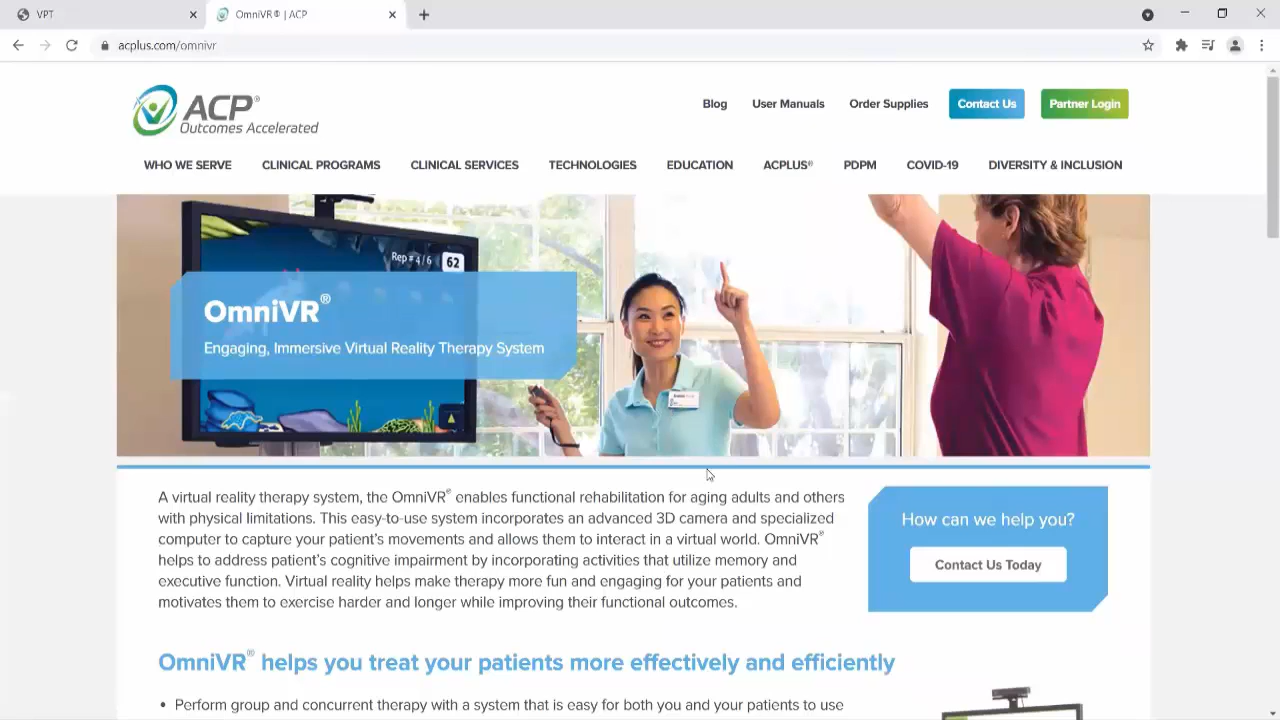 VPT
OmniVR® | ACP
acplus.com/omnivr
ACP®
Outcomes Accelerated
Blog User Manuals Order Supplies Contact Us Partner Login
WHO WE SERVE CLINICAL PROGRAMS CLINICAL SERVICES TECHNOLOGIES EDUCATION ACPLUS® PDPM COVID-19 DIVERSITY & INCLUSION
Rep # 4/6 62
OmniVR®
Engaging, Immersive Virtual Reality Therapy System
A virtual reality therapy system, the OmniVR® enables functional rehabilitation for aging adults and others
with physical limitations. This easy-to-use system incorporates an advanced 3D camera and specialized
computer to capture your patient's movements and allows them to interact in a virtual world. OmniVR®
helps to address patient's cognitive impairment by incorporating activities that utilize memory and
executive function. Virtual reality helps make therapy more fun and engaging for your patients and
motivates them to exercise harder and longer while improving their functional outcomes.
How can we help you?
Contact Us Today
OmniVR® helps you treat your patients more effectively and efficiently
• Perform group and concurrent therapy with a system that is easy for both you and your patients to use